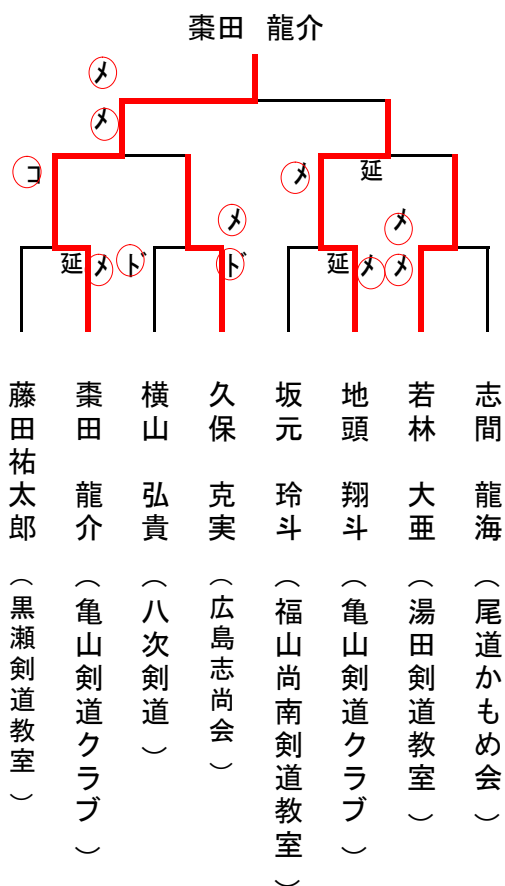 棗田　龍介
メ
メ
コ
メ
延
メ
メ
延
メ
ド
ド
延
メ
メ
藤田祐太郎（黒瀬剣道教室）
棗田　龍介（亀山剣道クラブ）
横山　弘貴（八次剣道）
久保　克実（広島志尚会）
坂元　玲斗（福山尚南剣道教室）
地頭　翔斗（亀山剣道クラブ）
若林　大亜（湯田剣道教室）
志間　龍海（尾道かもめ会）